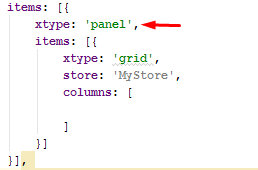 items: [{
xtype: 'panel',
items: [{
xtype: 'grid',
store: 'MyStore',
columns: [
]
}]
}],